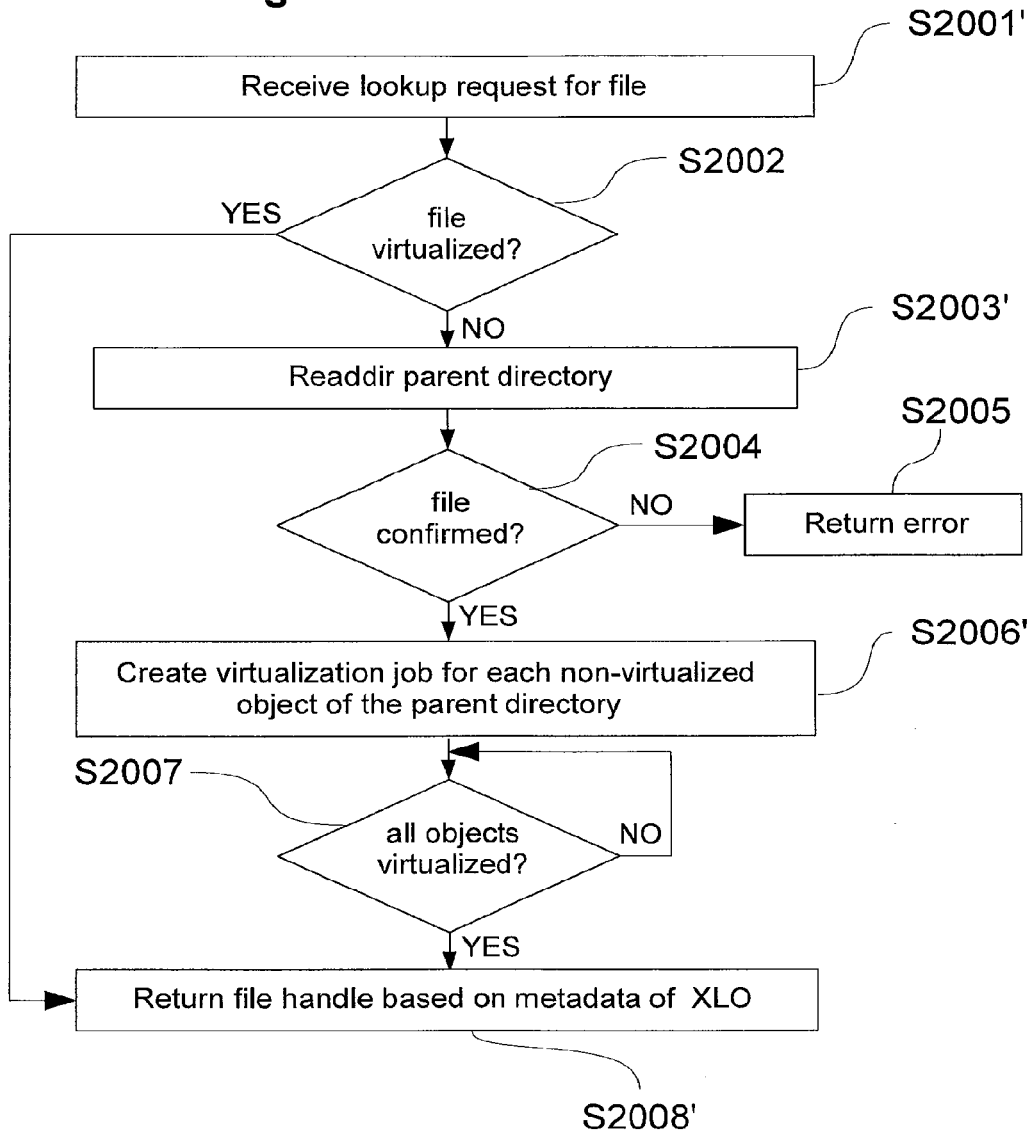 S2001'
Receive lookup request for file
S2002
YES
file
virtualized?
NO
S2003'
Readdir parent directory
S2005
S2004
file
confirmed?
NO
Return error
YES
S2006'
Create virtualization job for each non-virtualized
object of the parent directory
S2007
all objects
virtualized?
NO
YES
Return file handle based on metadata of XLO
S2008'